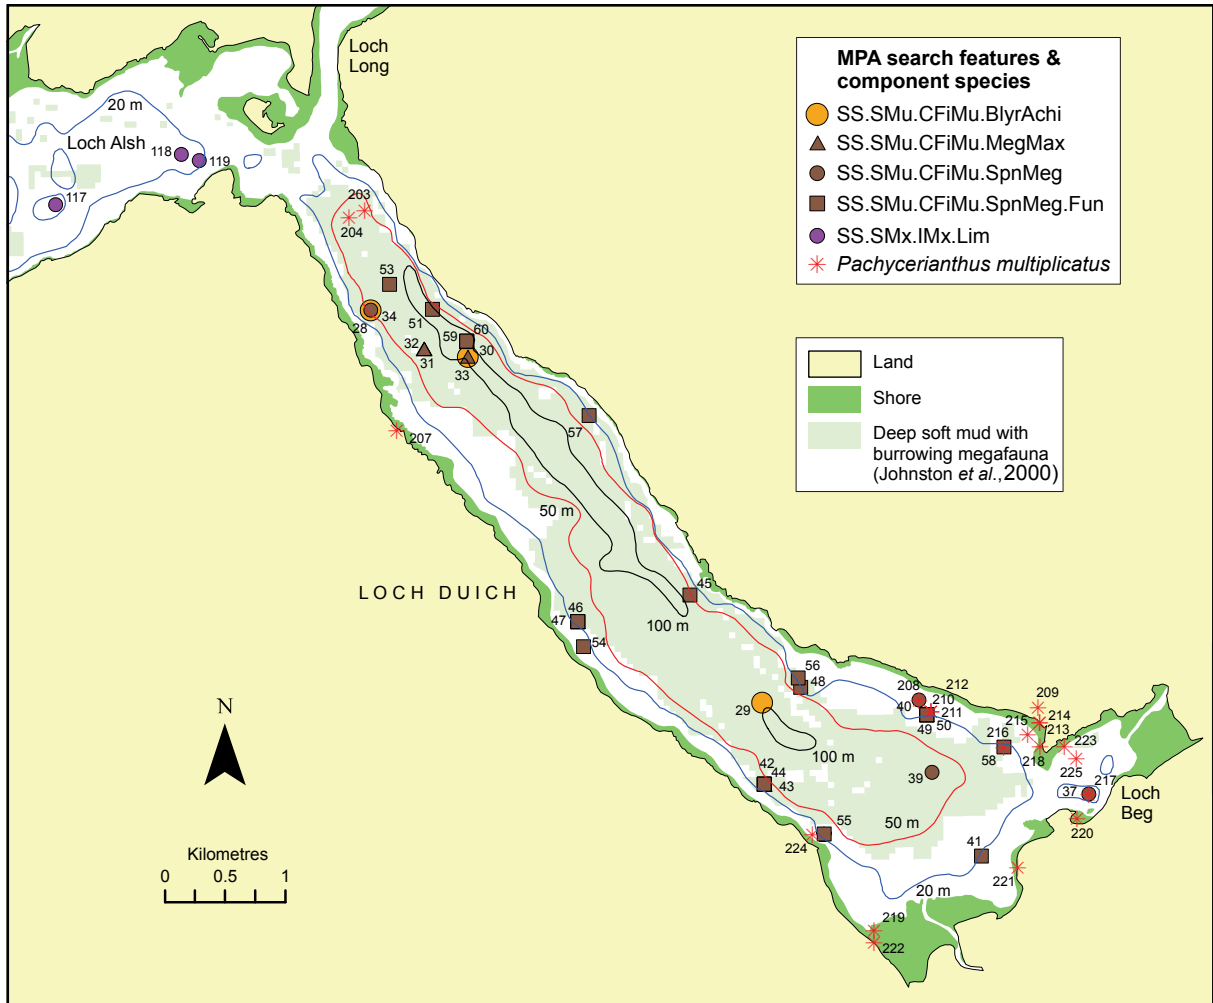 Loch
Long
20 m
Loch Alsh
118
119
117
203
204
53
28
34
51
32
31
59
60
30
33
207
57
50 m
LOCH DUICH
45
46
47
54
100 m
56
48
29
100 m
208
212
40
210
211
49
50
209
214
215
213
216
58
218
223
225
39
42
44
43
37
217
Loch
Beg
220
50 m
55
224
41
221
20 m
219
222
N
Kilometres
0 0.5 1
MPA search features &
component species
SS.SMu.CFiMu.BlyrAchi
SS.SMu.CFiMu.MegMax
SS.SMu.CFiMu.SpnMeg
SS.SMu.CFiMu.SpnMeg.Fun
SS.SMx.IMx.Lim
Pachycerianthus multiplicatus
Land
Shore
Deep soft mud with
burrowing megafauna
(Johnston et al.,2000)